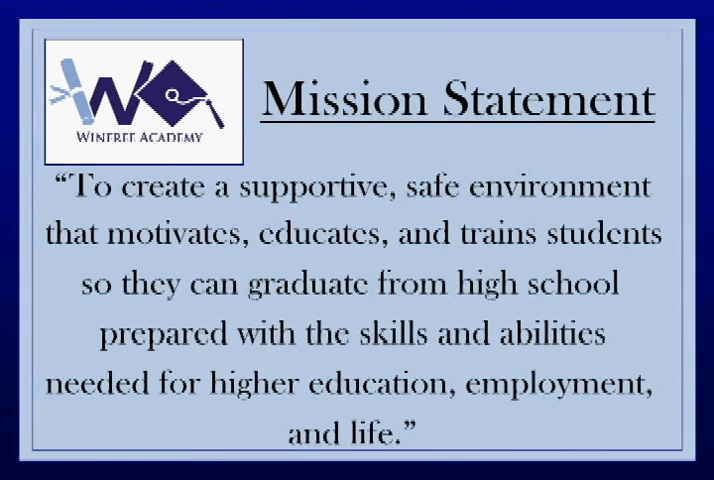 WINFREE ACADEMY
Mission Statement
“To create a supportive, safe environment
that motivates, educates, and trains students
so they can graduate from high school
prepared with the skills and abilities
needed for higher education, employment,
and life.”